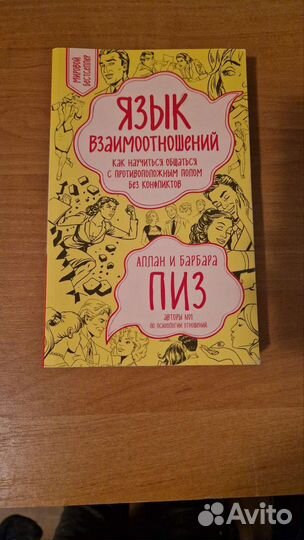 МИРОВОЙ
БЕСТСЕЛЛЕР
ЯЗЫК
ВЗАИМООТНОШЕНИЙ
КАК НАУЧИТЬСЯ ОБЩАТЬСЯ
С ПРОТИВОПОЛОЖНЫМ ПОЛОМ
БЕЗ КОНФЛИКТОВ
АЛЛАН И БАРБАРА
ПИЗ
АВТОРЫ №1
ПО ПСИХОЛОГИИ ОТНОШЕНИЙ
Avito